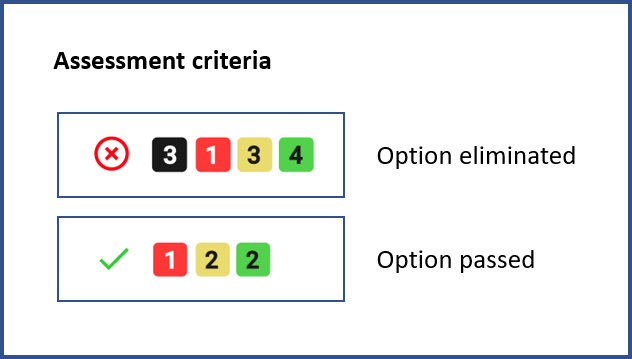 Assessment criteria
3 1 3 4 Option eliminated
1 2 2 Option passed